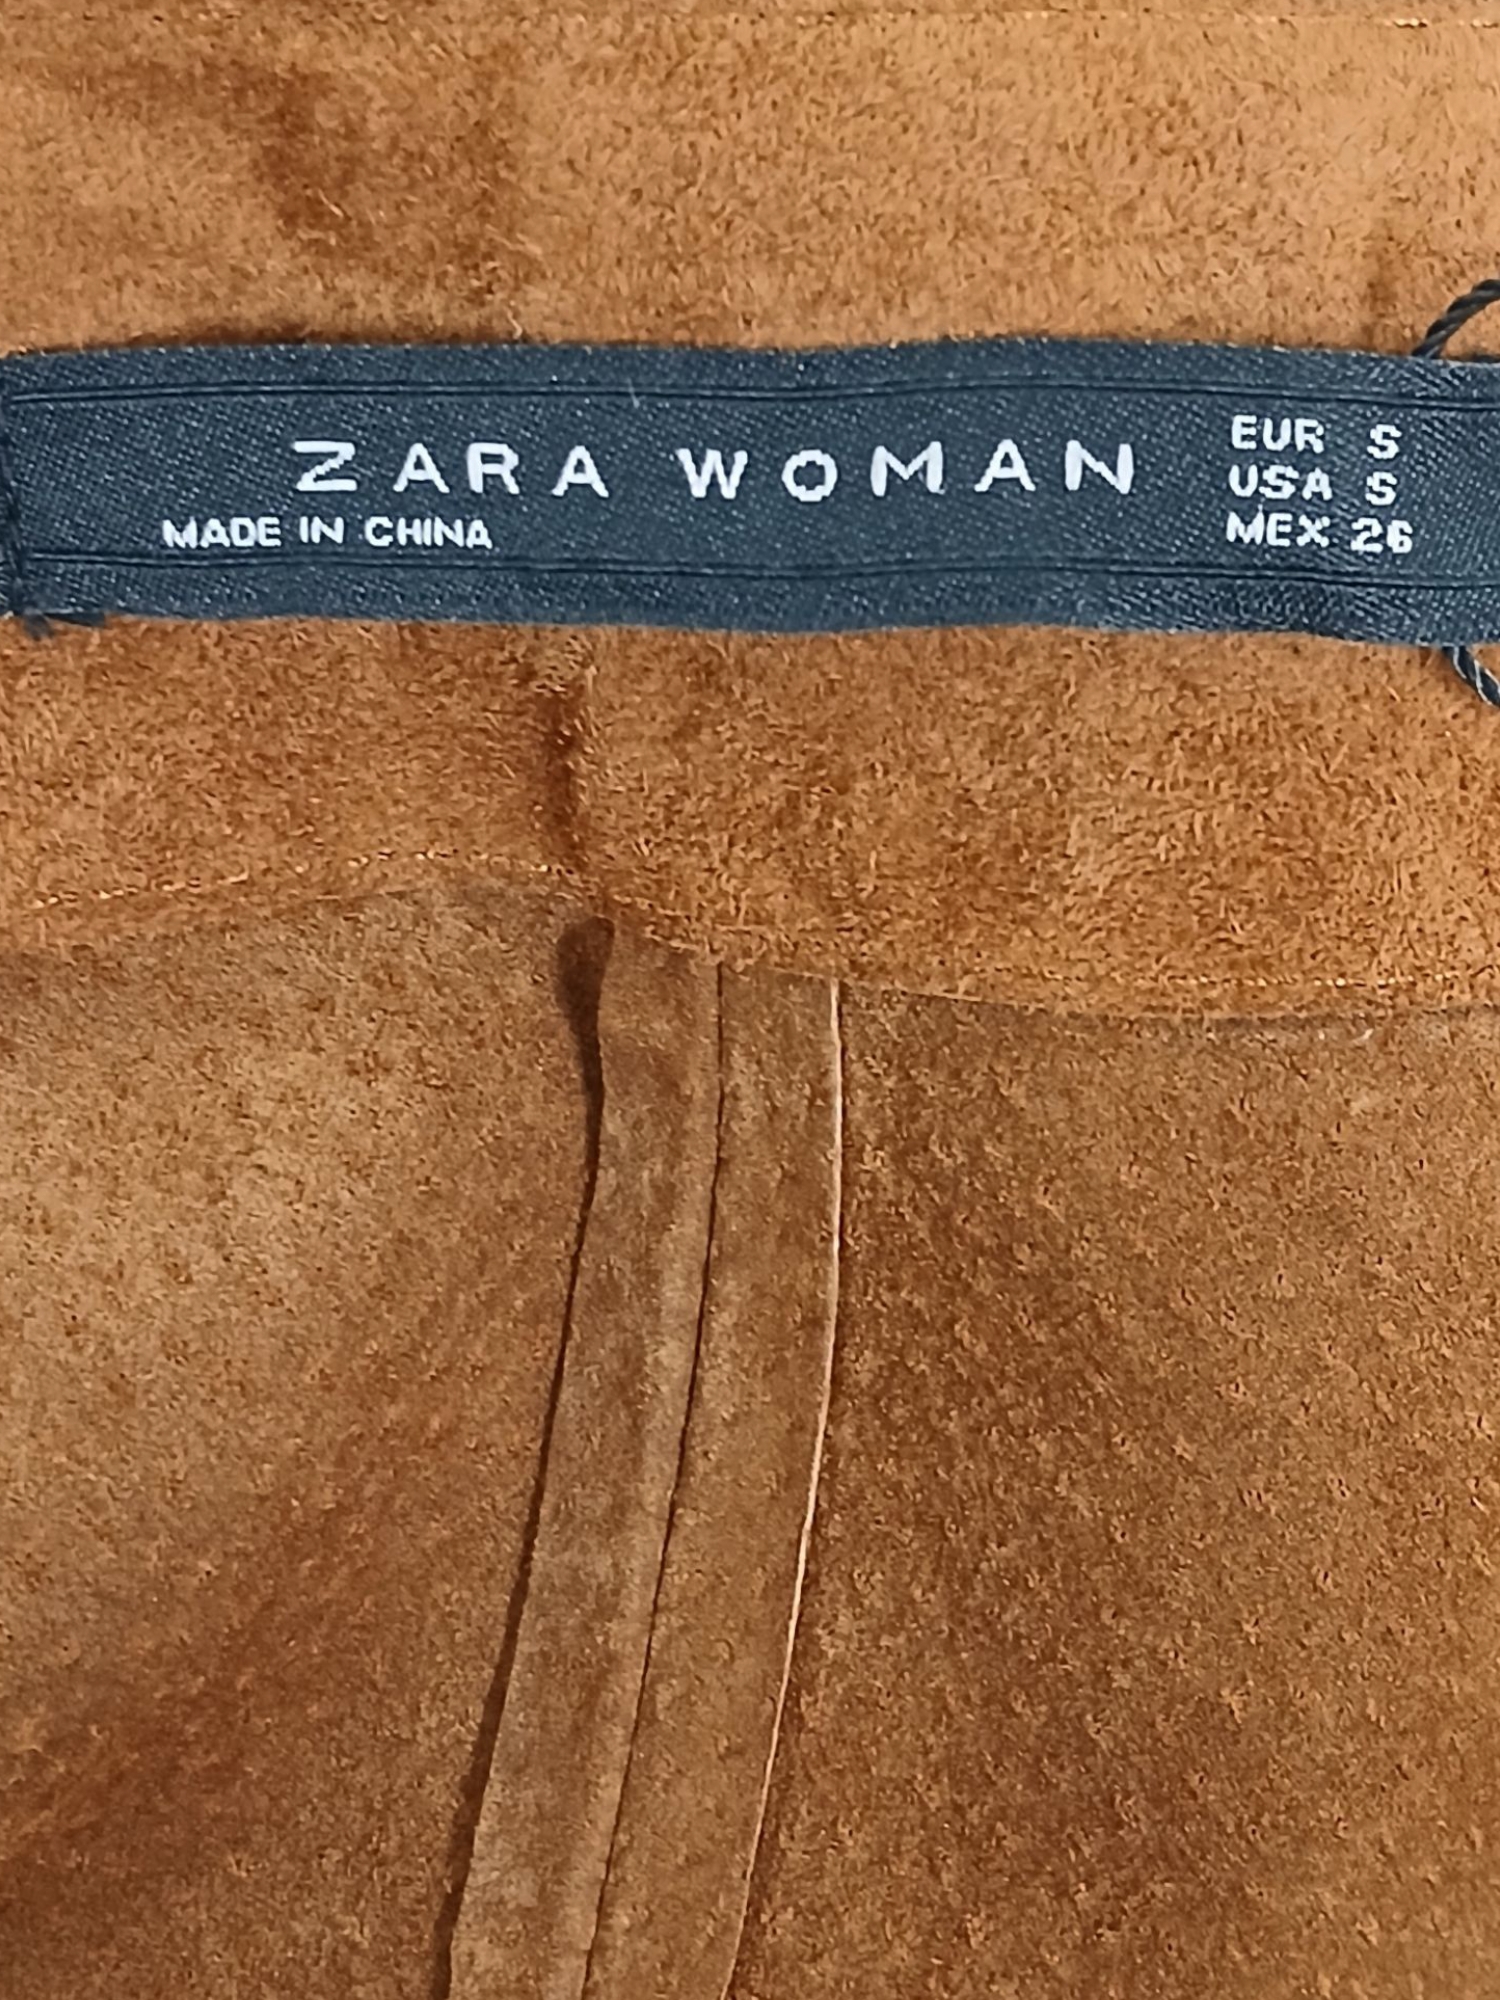 ZARA WOMAN
MADE IN CHINA
EUR S
USA S
MEX 26